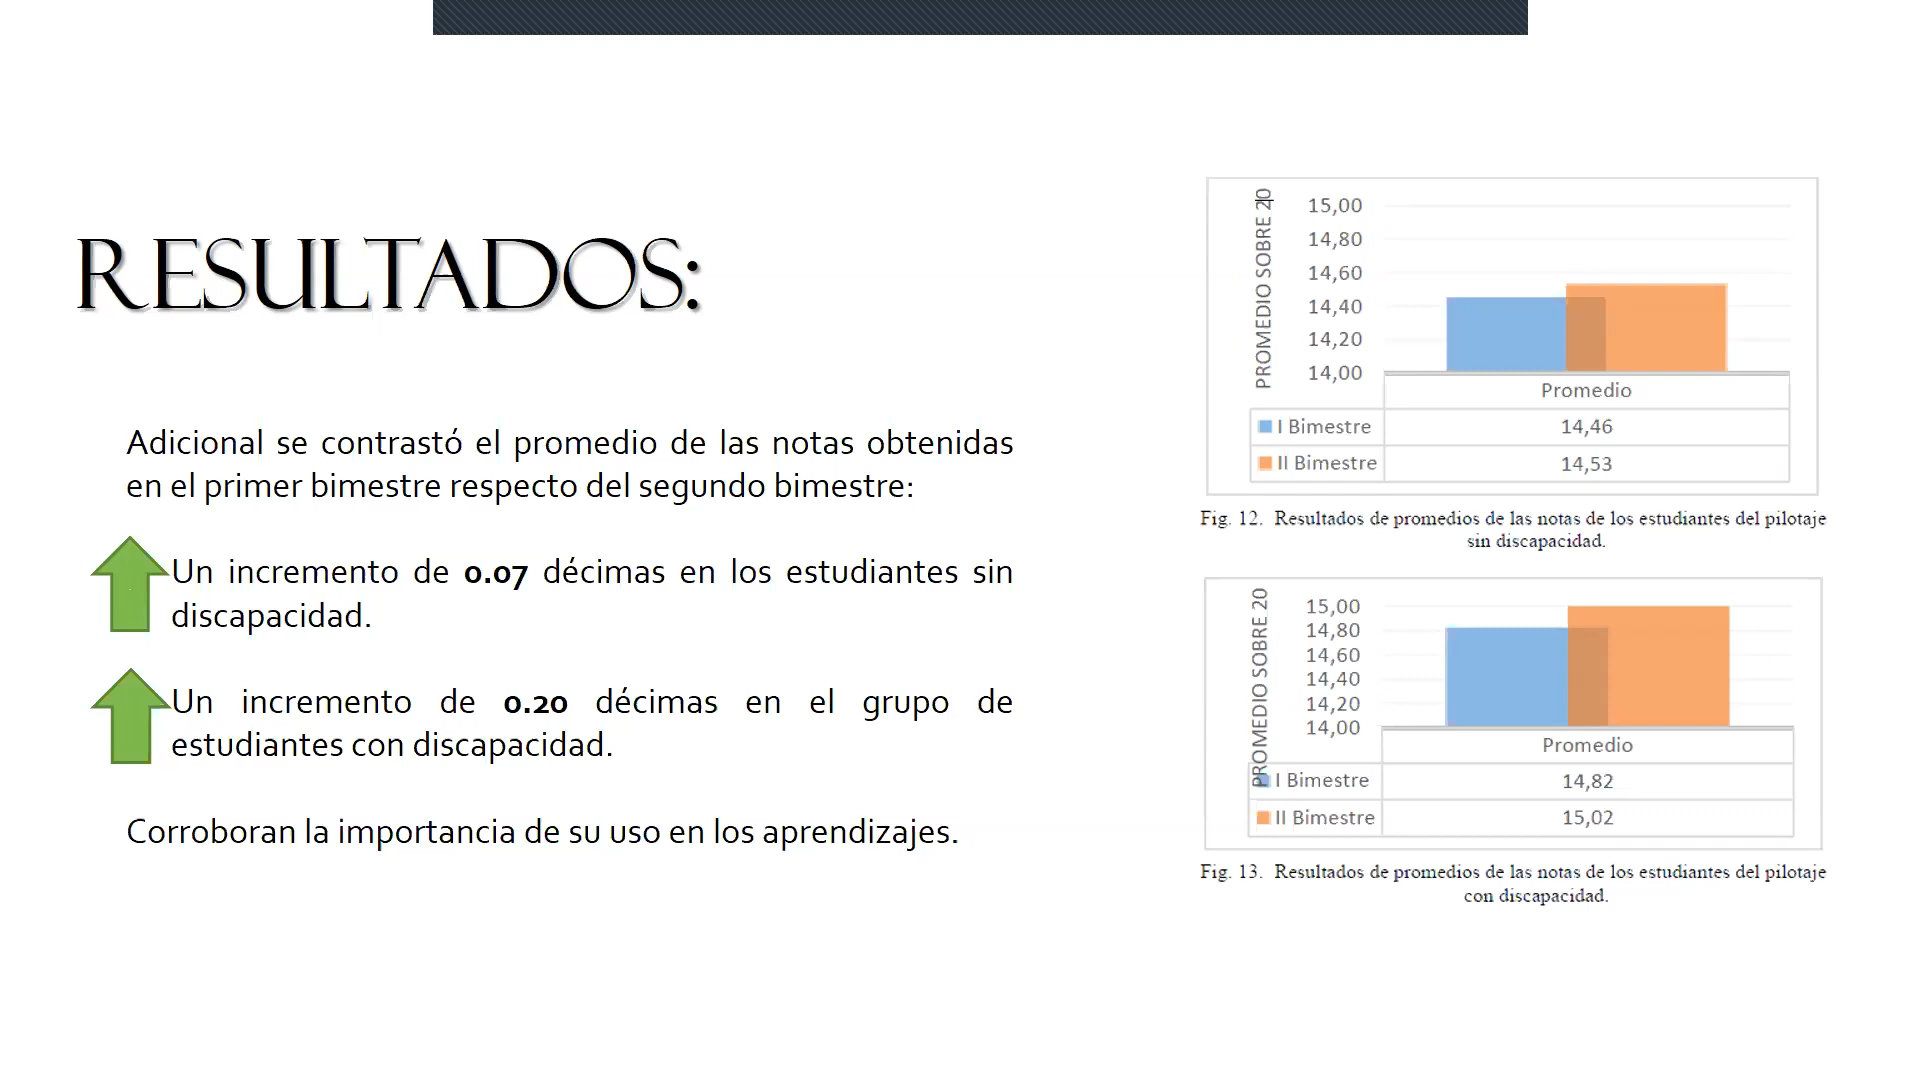 RESULTADOS:
Adicional se contrastó el promedio de las notas obtenidas
en el primer bimestre respecto del segundo bimestre:
Un incremento de 0.07 décimas en los estudiantes sin
discapacidad.
Un incremento de 0.20 décimas en el grupo de
estudiantes con discapacidad.
Corroboran la importancia de su uso en los aprendizajes.
PROMEDIO SOBRE 20
15,00
14,80
14,60
14,40
14,20
14,00
Promedio
I Bimestre 14,46
II Bimestre 14,53
Fig. 12. Resultados de promedios de las notas de los estudiantes del pilotaje
sin discapacidad.
PROMEDIO SOBRE 20
15,00
14,80
14,60
14,40
14,20
14,00
Promedio
I Bimestre 14,82
II Bimestre 15,02
Fig. 13. Resultados de promedios de las notas de los estudiantes del pilotaje
con discapacidad.